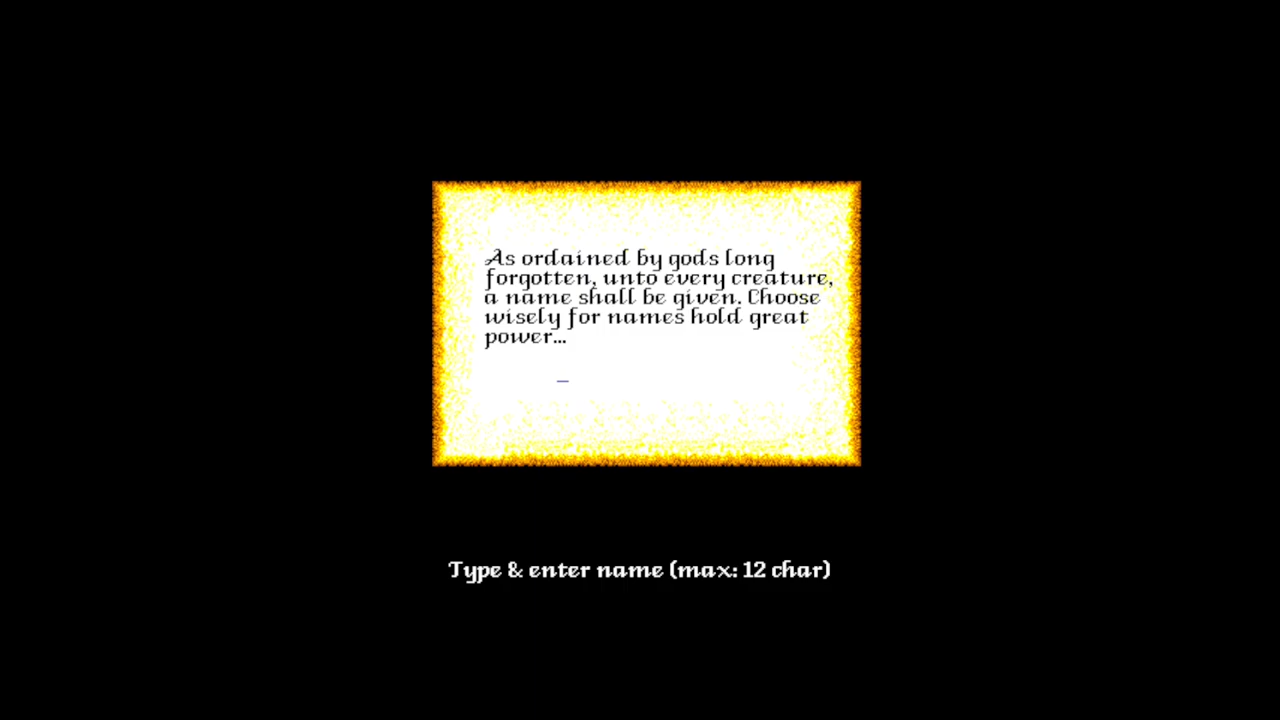 As ordained by gods long
forgotten, unto every creature,
a name shall be given. Choose
wisely for names hold great
power...
_
Type & enter name (max: 12 char)